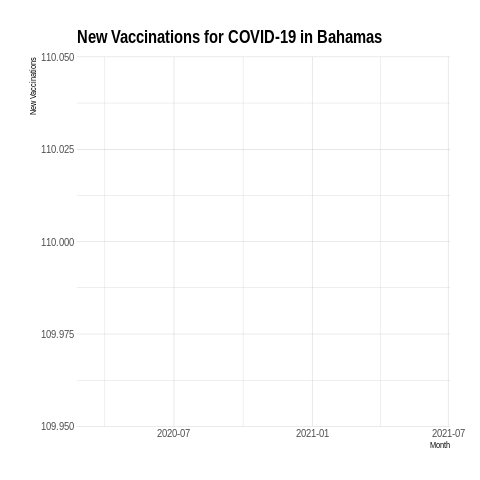 New Vaccinations for COVID-19 in Bahamas
New Vaccinations
110.050
110.025
110.000
109.975
109.950
2020-07 2021-01 2021-07
Month